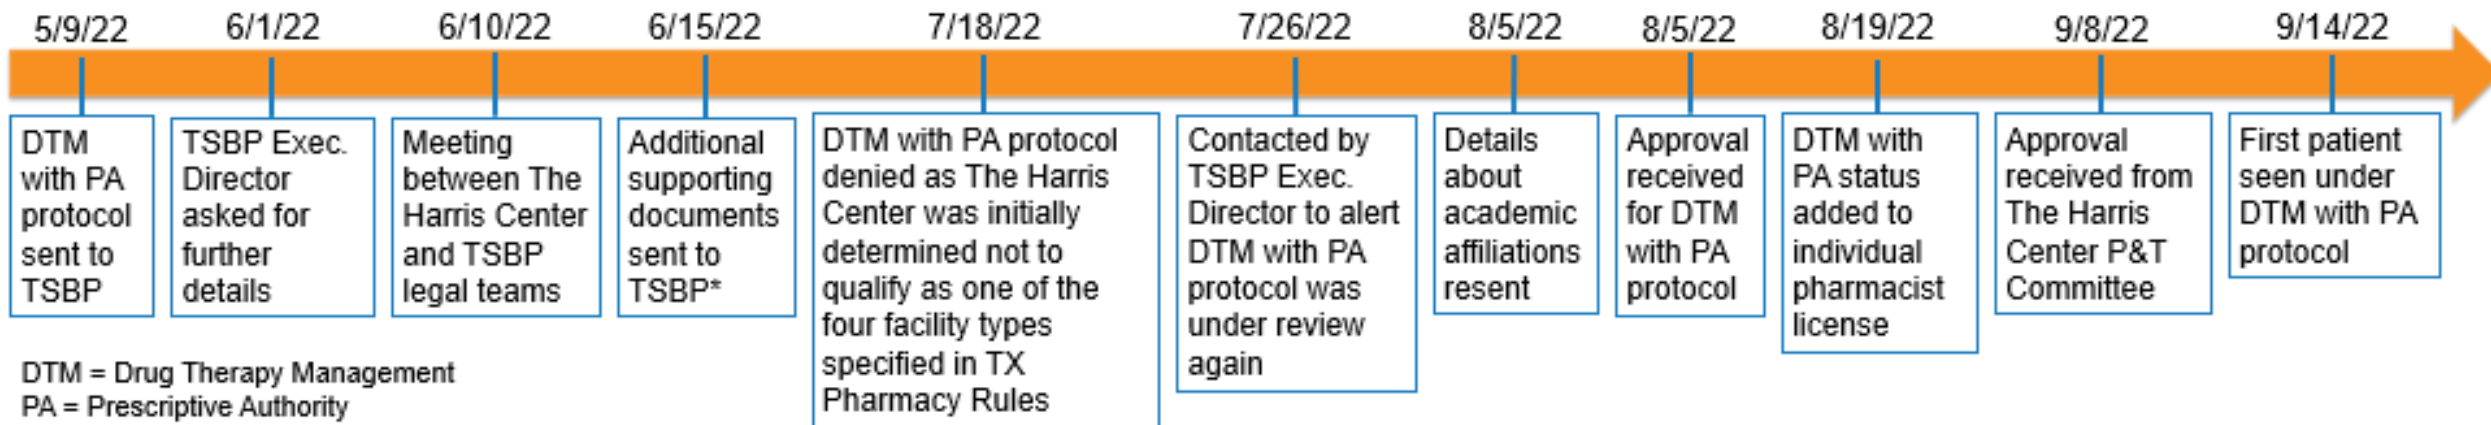 5/9/22
6/1/22
6/10/22
6/15/22
7/18/22
7/26/22
8/5/22
8/5/22
8/19/22
9/8/22
9/14/22
DTM
with PA
protocol
sent to
TSBP
TSBP Exec.
Director
asked for
further
details
Meeting
between The
Harris Center
and TSBP
legal teams
Additional
supporting
documents
sent to
TSBP*
DTM with PA protocol
denied as The Harris
Center was initially
determined not to
qualify as one of the
four facility types
specified in TX
Pharmacy Rules
Contacted by
TSBP Exec.
Director to alert
DTM with PA
protocol was
under review
again
Details
about
academic
affiliations
resent
Approval
received
for DTM
with PA
protocol
DTM with
PA status
added to
individual
pharmacist
license
Approval
received from
The Harris
Center P&T
Committee
First patient
seen under
DTM with PA
protocol
DTM = Drug Therapy Management
PA = Prescriptive Authority